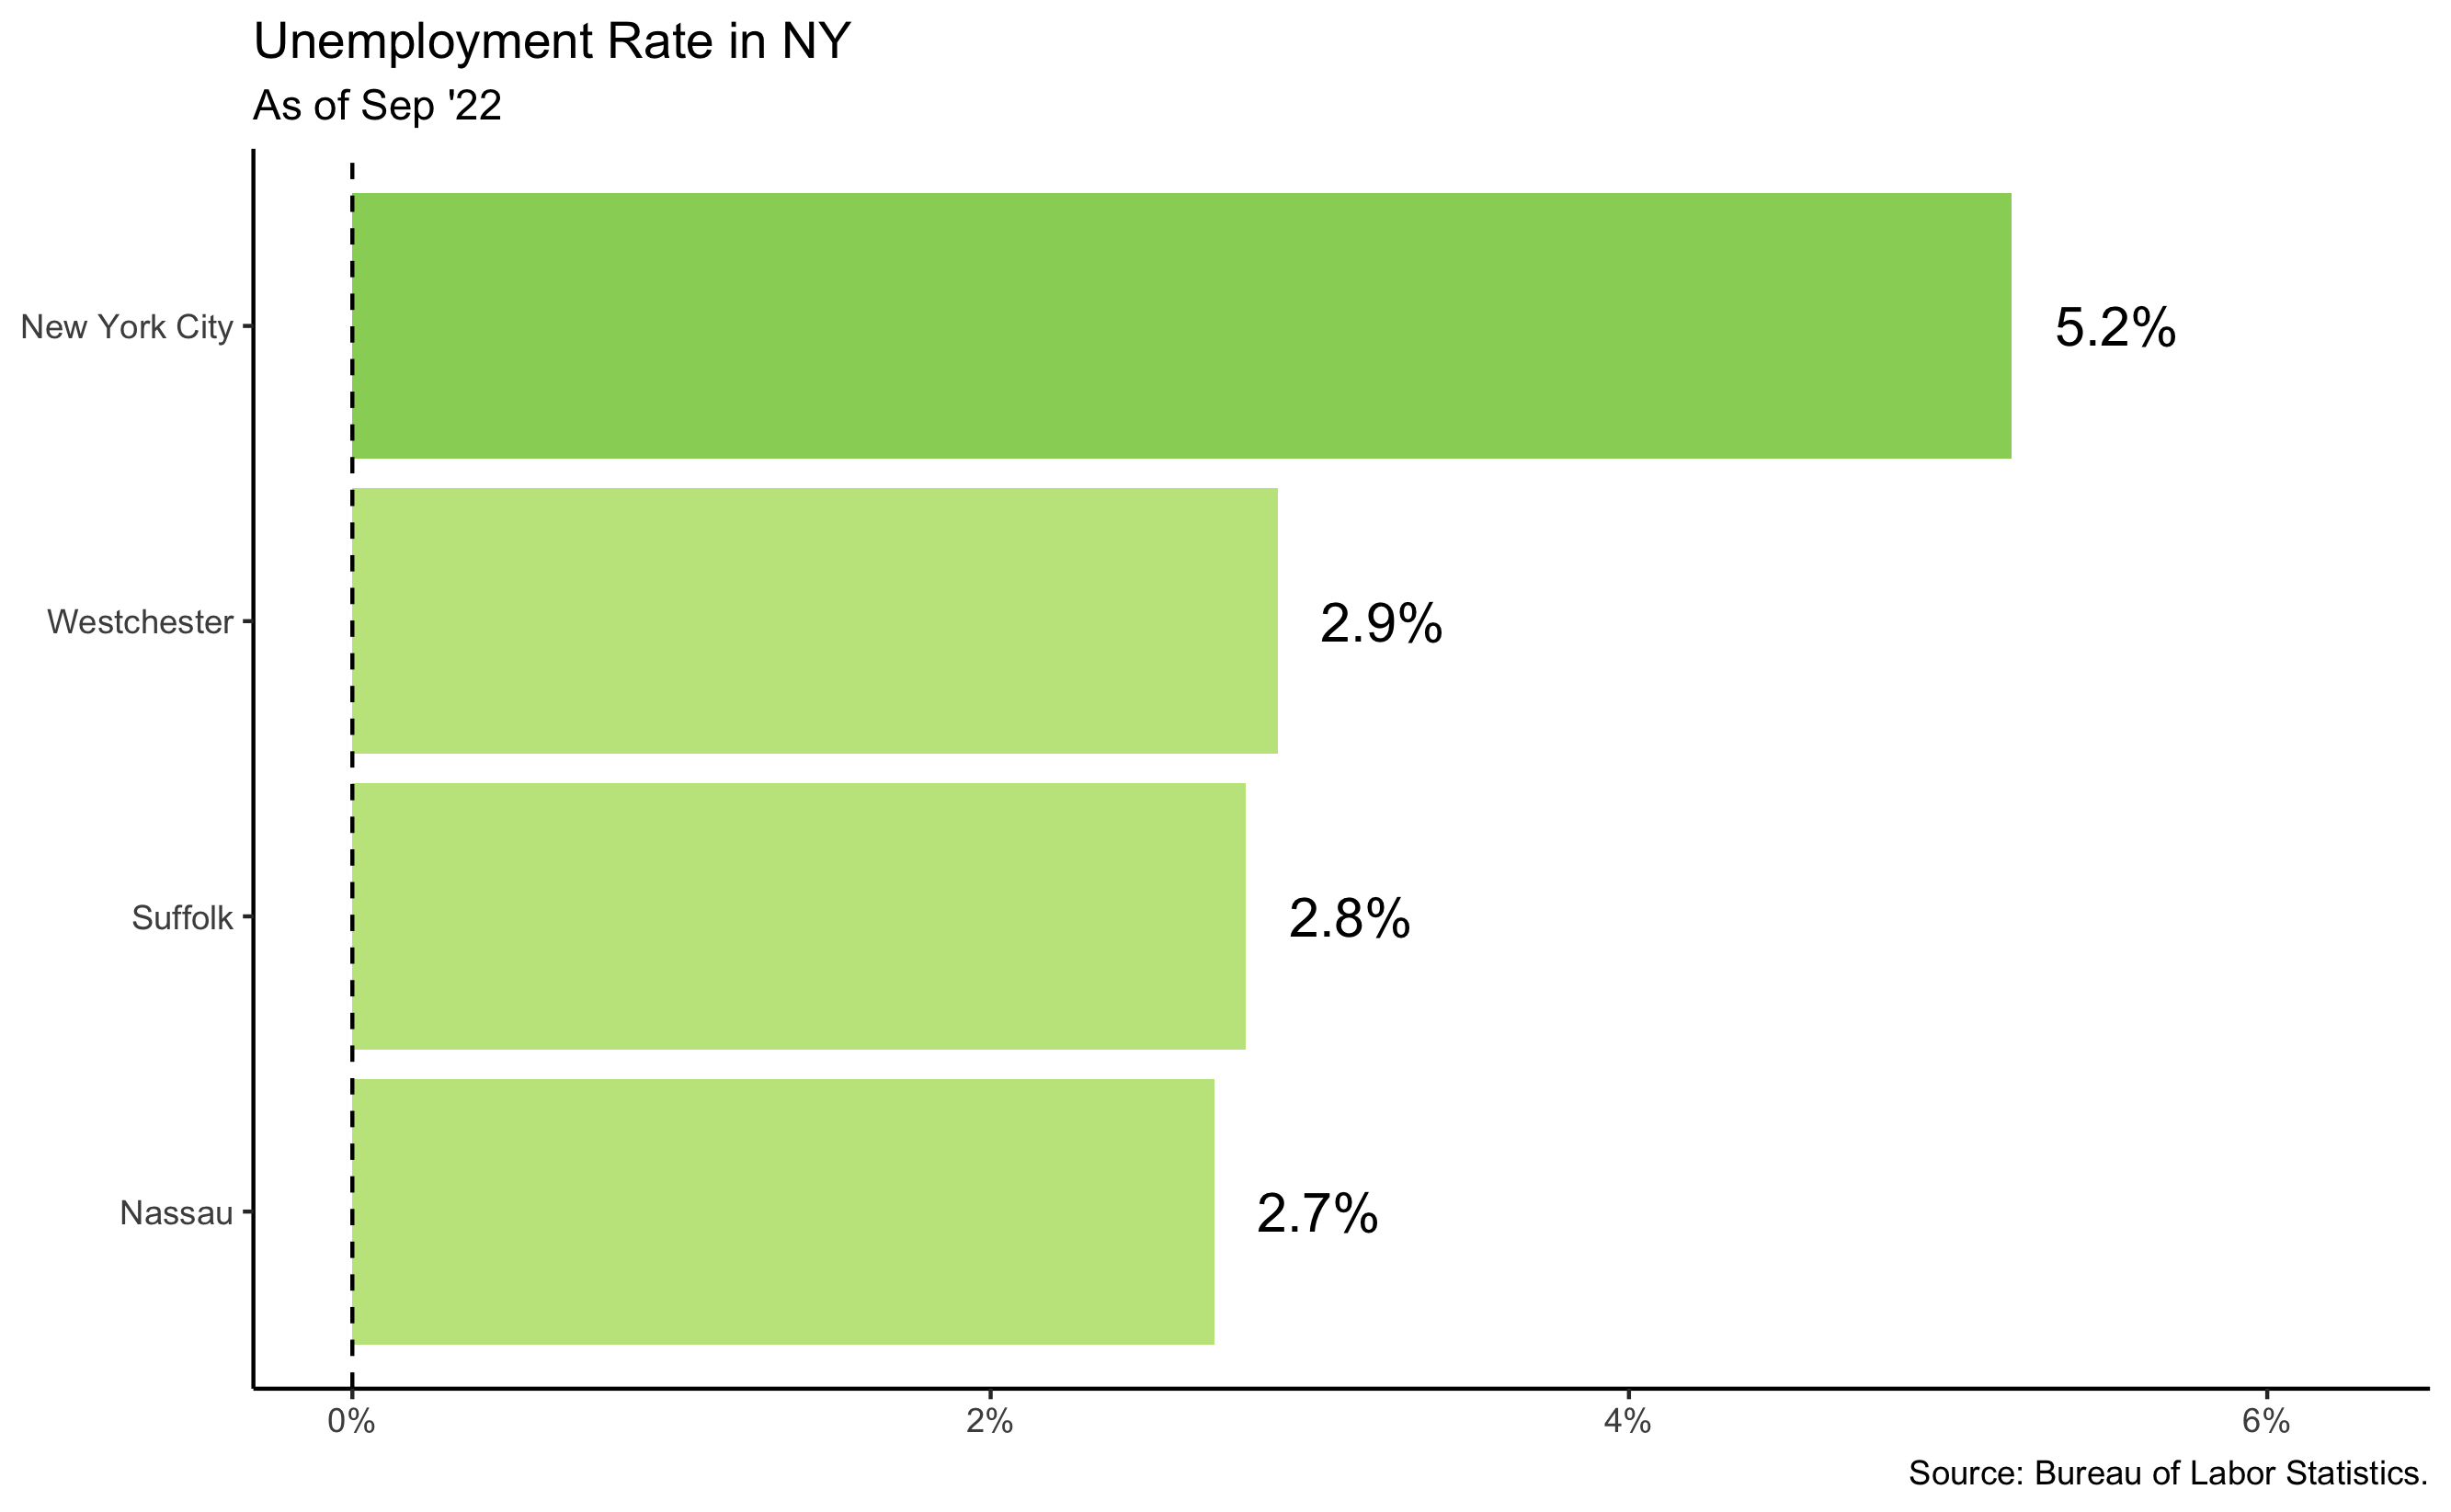 Unemployment Rate in NY
As of Sep '22
New York City
5.2%
Westchester
2.9%
Suffolk
2.8%
Nassau
2.7%
0%
2%
4%
6%
Source: Bureau of Labor Statistics.